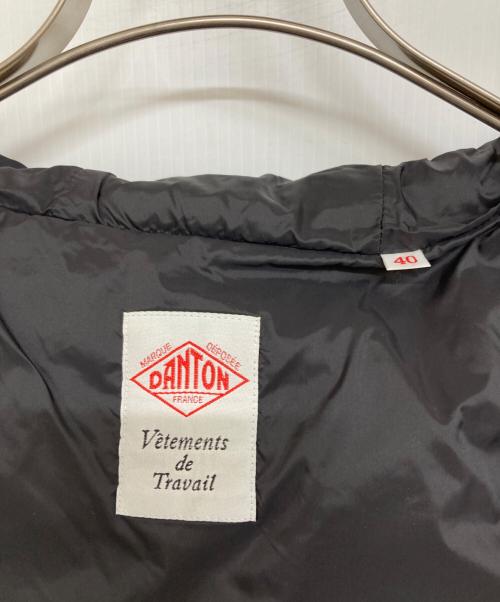 40
MARQUE DÉPOSÉE
DANTON
FRANCE
Vêtements
de
Travail